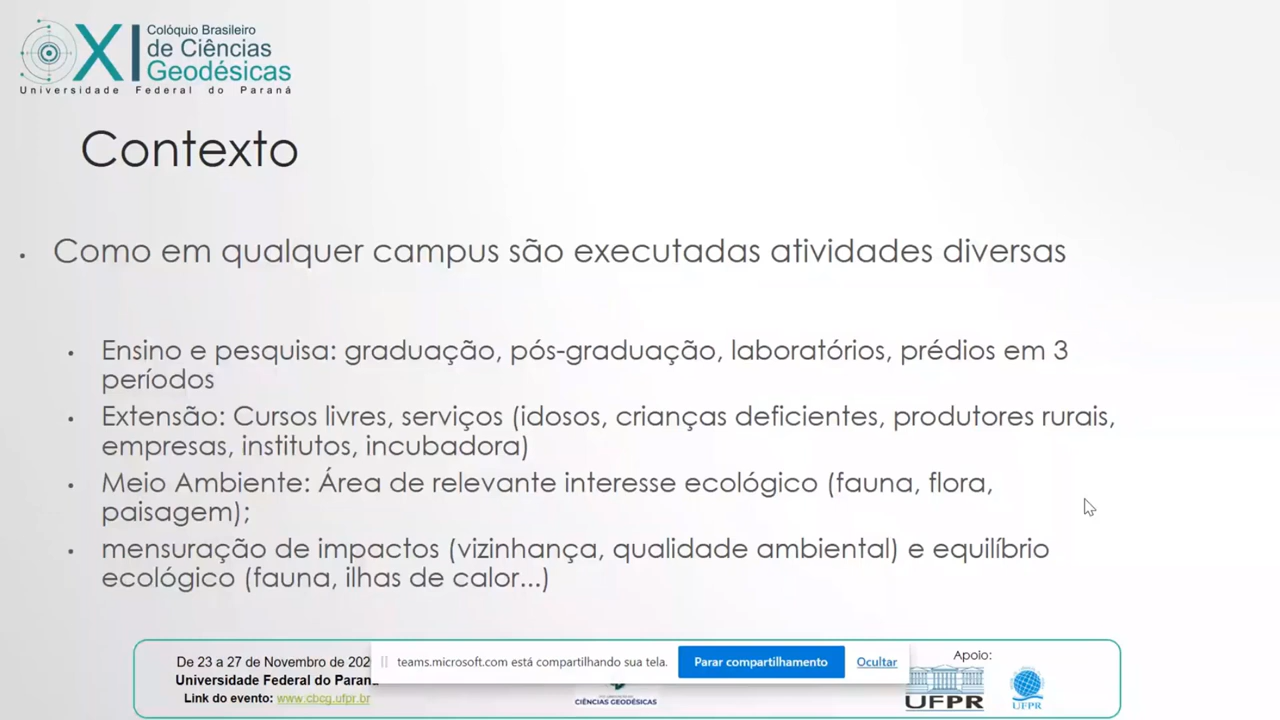 XI
Colóquio Brasileiro
de Ciências
Geodésicas
Universidade Federal do Paraná
Contexto
• Como em qualquer campus são executadas atividades diversas
• Ensino e pesquisa: graduação, pós-graduação, laboratórios, prédios em 3
períodos
• Extensão: Cursos livres, serviços (idosos, crianças deficientes, produtores rurais,
empresas, institutos, incubadora)
• Meio Ambiente: Área de relevante interesse ecológico (fauna, flora,
paisagem);
• mensuração de impactos (vizinhança, qualidade ambiental) e equilíbrio
ecológico (fauna, ilhas de calor...)
De 23 a 27 de Novembro de 202
Universidade Federal do Paran
Link do evento: www.cbcg.ufpr.br
teams.microsoft.com está compartilhando sua tela.
Parar compartilhamento
Ocultar
CIÊNCIAS GEODÉSICAS
Apoio:
UFPR
UFPR